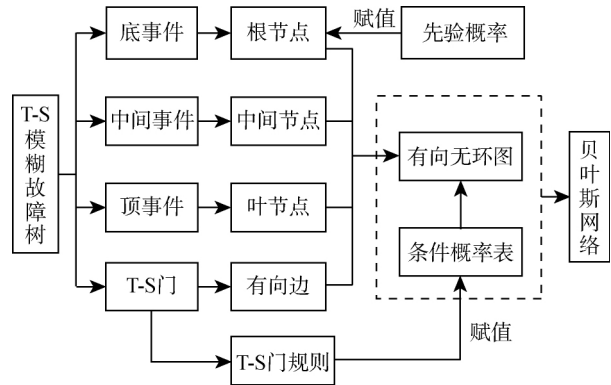 底事件
根节点
赋值
先验概率
T-S
模
糊
故
障
树
中间事件
中间节点
有向无环图
贝
叶
斯
网
络
顶事件
叶节点
条件概率表
T-S门
有向边
赋值
T-S门规则